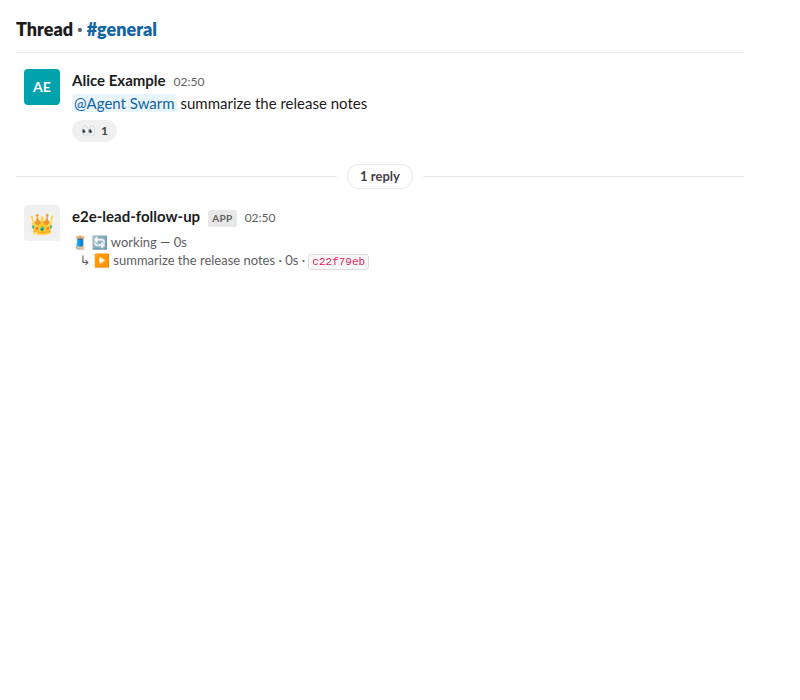 Thread • #general
AE
Alice Example 02:50
@Agent Swarm summarize the release notes
1
1 reply
e2e-lead-follow-up APP 02:50
working — 0s
↳ summarize the release notes · 0s · c22f79eb